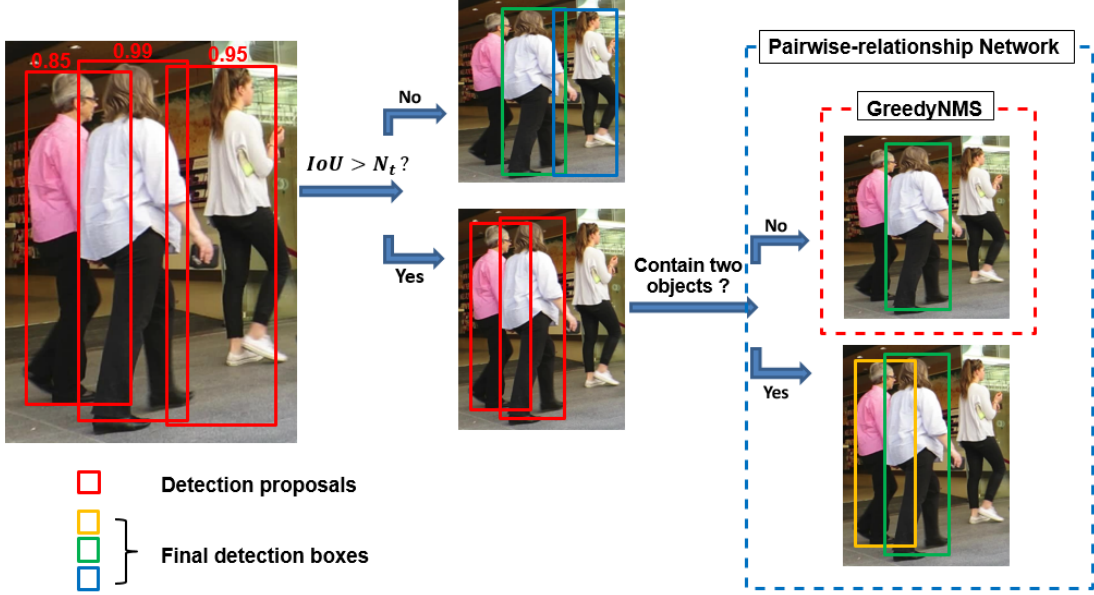 0.85
0.99
0.95
IoU > Nₜ ?
No
Yes
Contain two
objects ?
Pairwise-relationship Network
GreedyNMS
No
Yes
Detection proposals
Final detection boxes